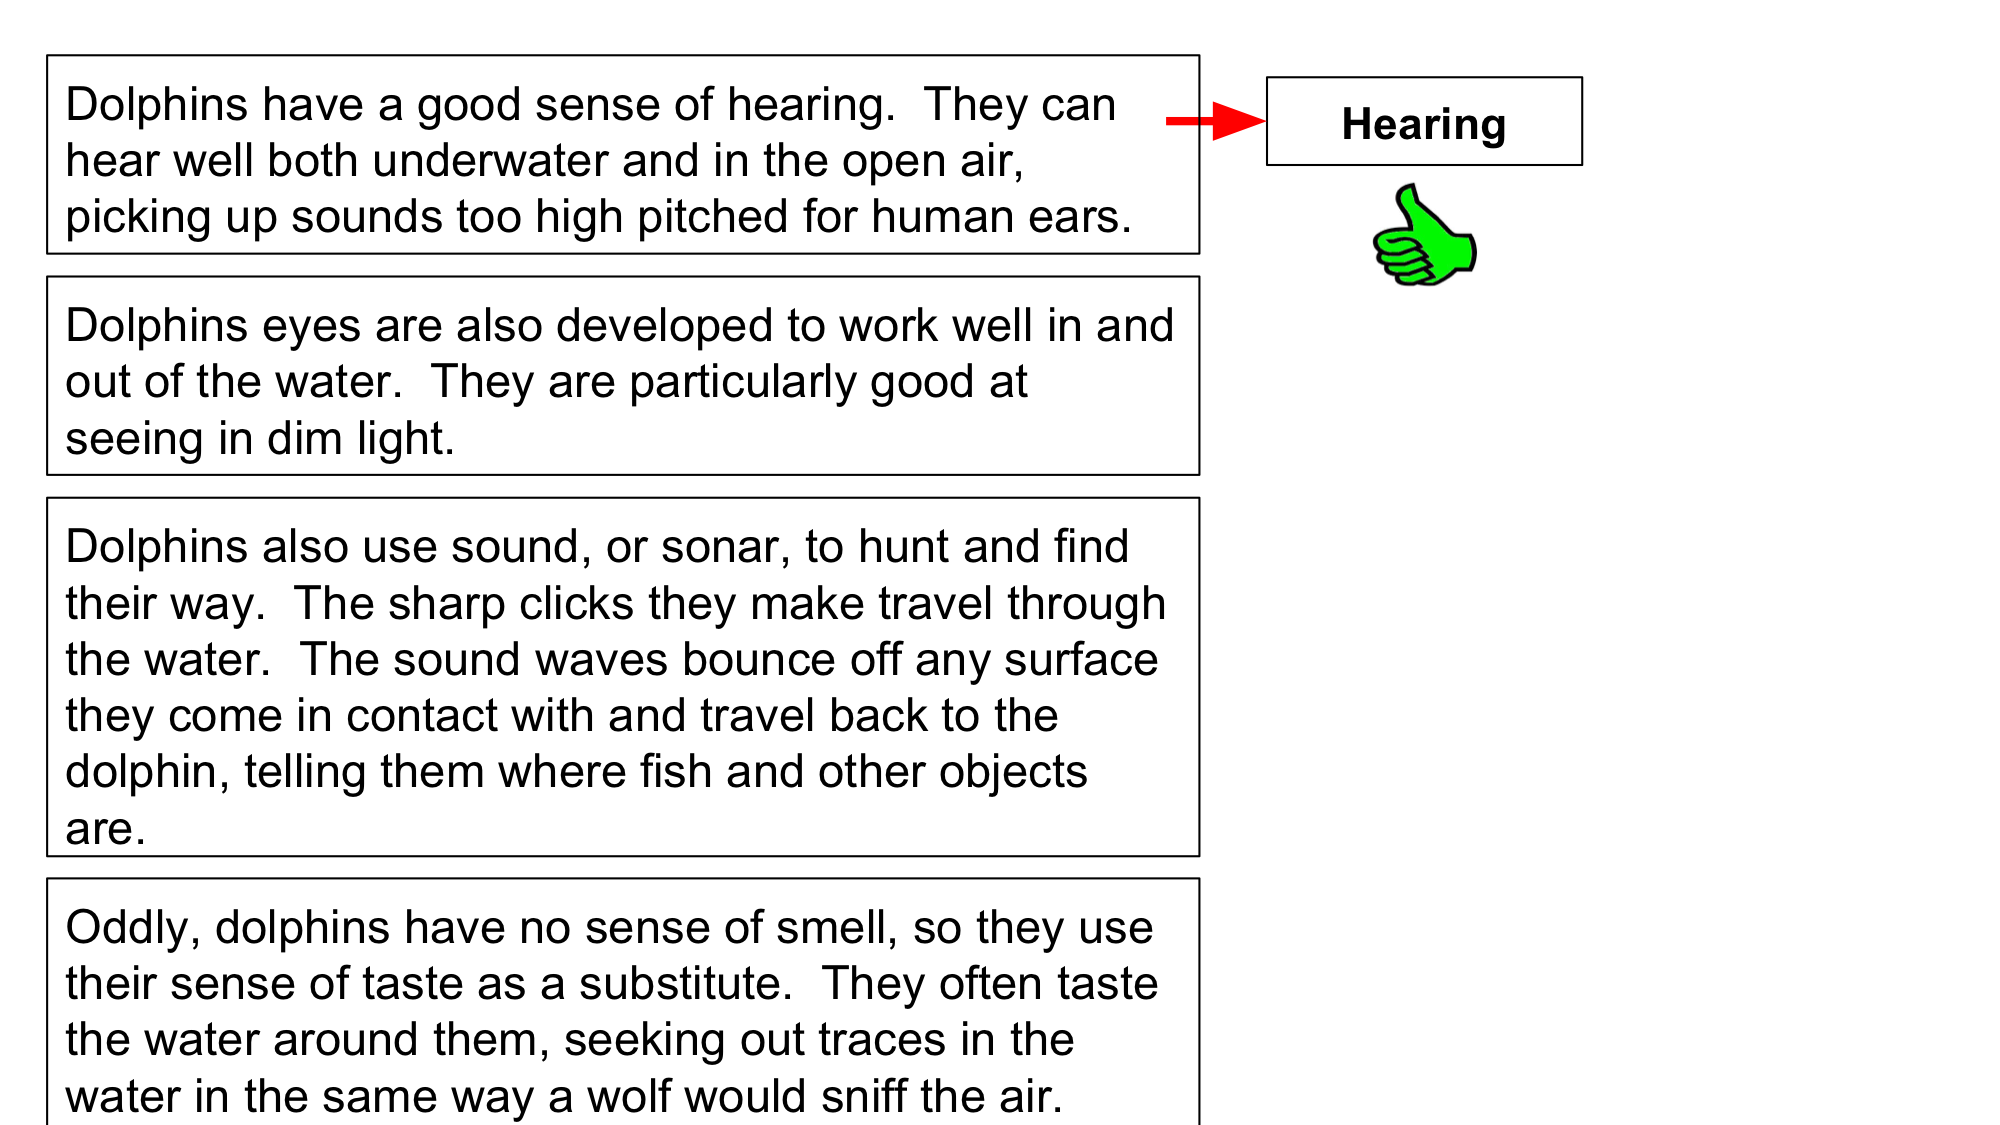 Dolphins have a good sense of hearing.  They can
hear well both underwater and in the open air,
picking up sounds too high pitched for human ears.
Hearing
Dolphins eyes are also developed to work well in and
out of the water.  They are particularly good at
seeing in dim light.
Dolphins also use sound, or sonar, to hunt and find
their way.  The sharp clicks they make travel through
the water.  The sound waves bounce off any surface
they come in contact with and travel back to the
dolphin, telling them where fish and other objects
are.
Oddly, dolphins have no sense of smell, so they use
their sense of taste as a substitute.  They often taste
the water around them, seeking out traces in the
water in the same way a wolf would sniff the air.